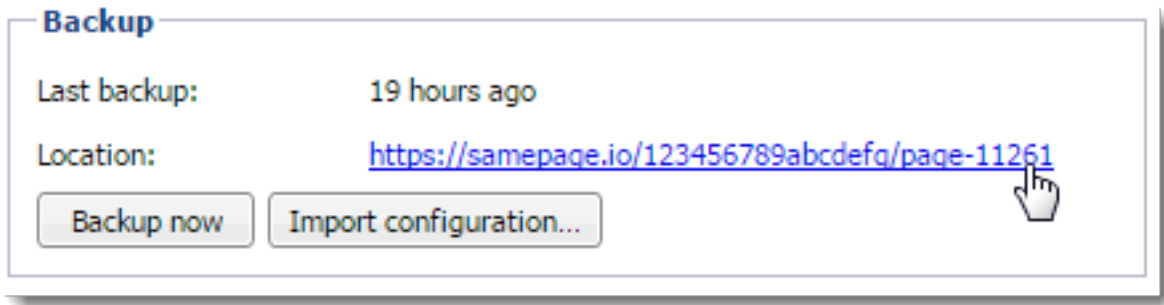 Backup
Last backup: 19 hours ago
Location: https://samepage.io/123456789abcdefg/page-11261
Backup now Import configuration...